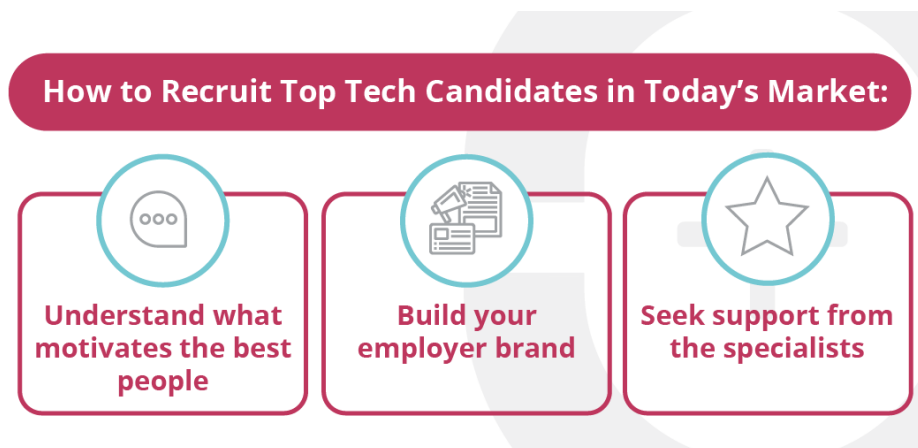 How to Recruit Top Tech Candidates in Today’s Market:
Understand what
motivates the best
people
Build your
employer brand
Seek support from
the specialists